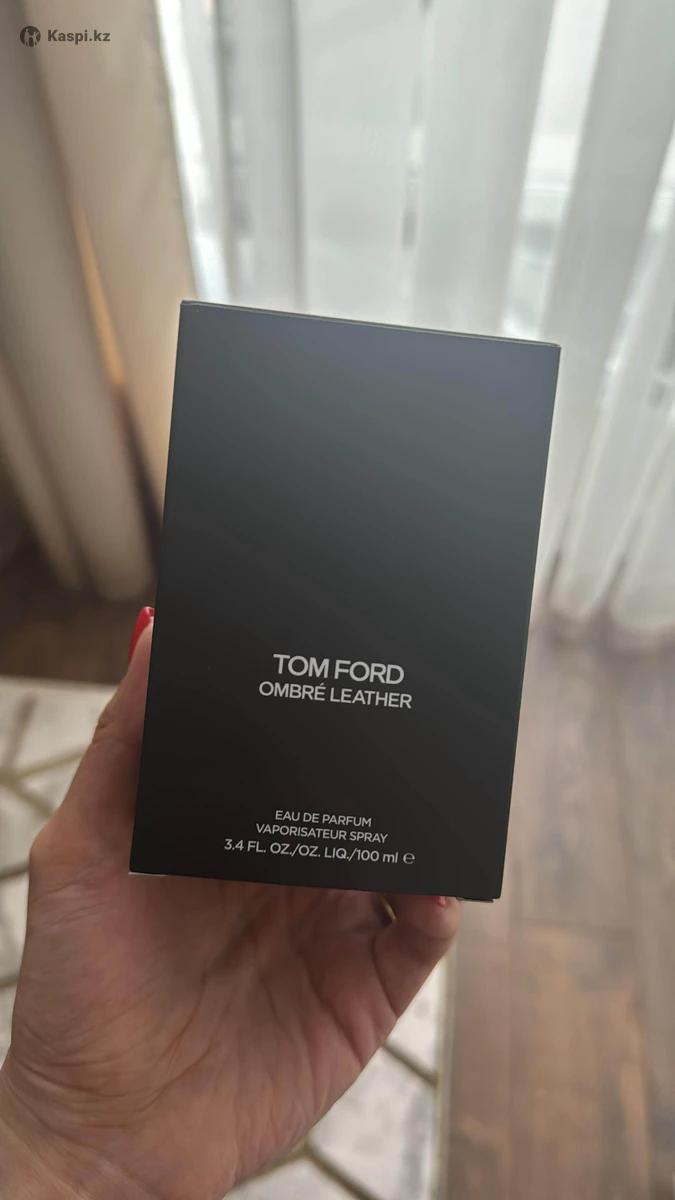 Kaspi.kz
TOM FORD
OMBRÉ LEATHER
EAU DE PARFUM
VAPORISATEUR SPRAY
3.4 FL. OZ./OZ. LIQ./100 ml ℮